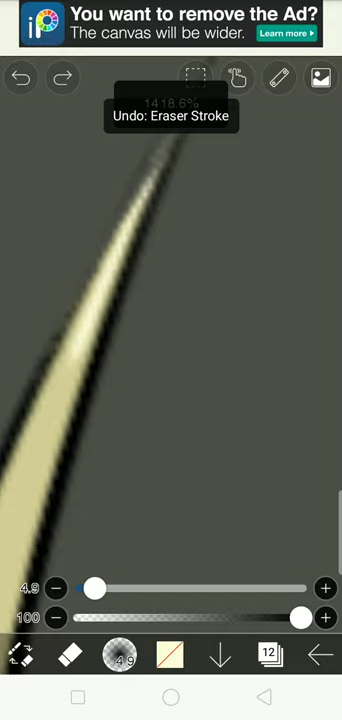 You want to remove the Ad?
The canvas will be wider.
Learn more
1418.6%
Undo: Eraser Stroke
4.9
100
4.9
12